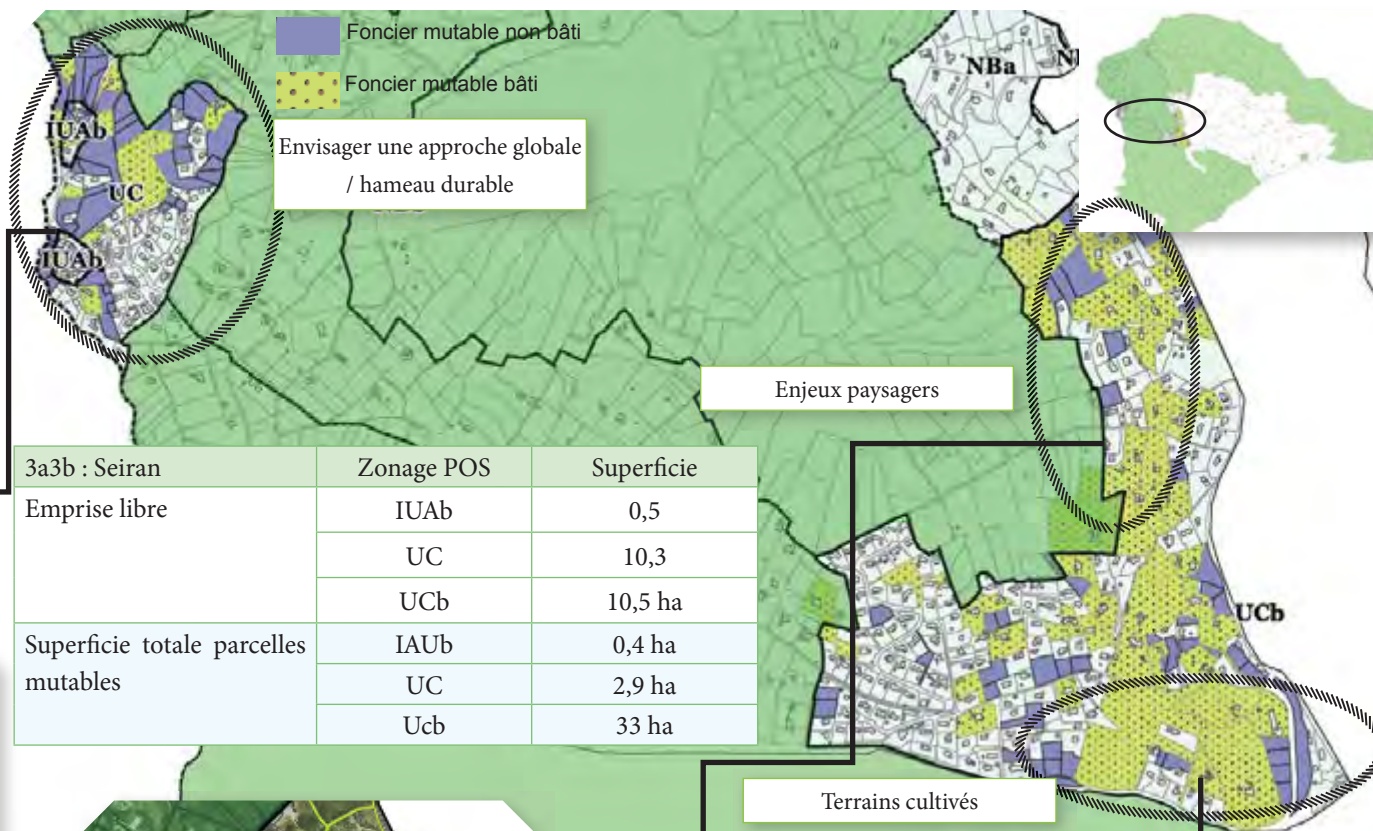 Foncier mutable non bâti
Foncier mutable bâti
Envisager une approche globale
/ hameau durable
NBa
IUAb
UC
IUAb
Enjeux paysagers
3a3b : Seiran Zonage POS Superficie
Emprise libre IUAb 0,5
UC 10,3
UCb 10,5 ha
Superficie totale parcelles mutables IAUb 0,4 ha
UC 2,9 ha
Ucb 33 ha
UCb
Terrains cultivés